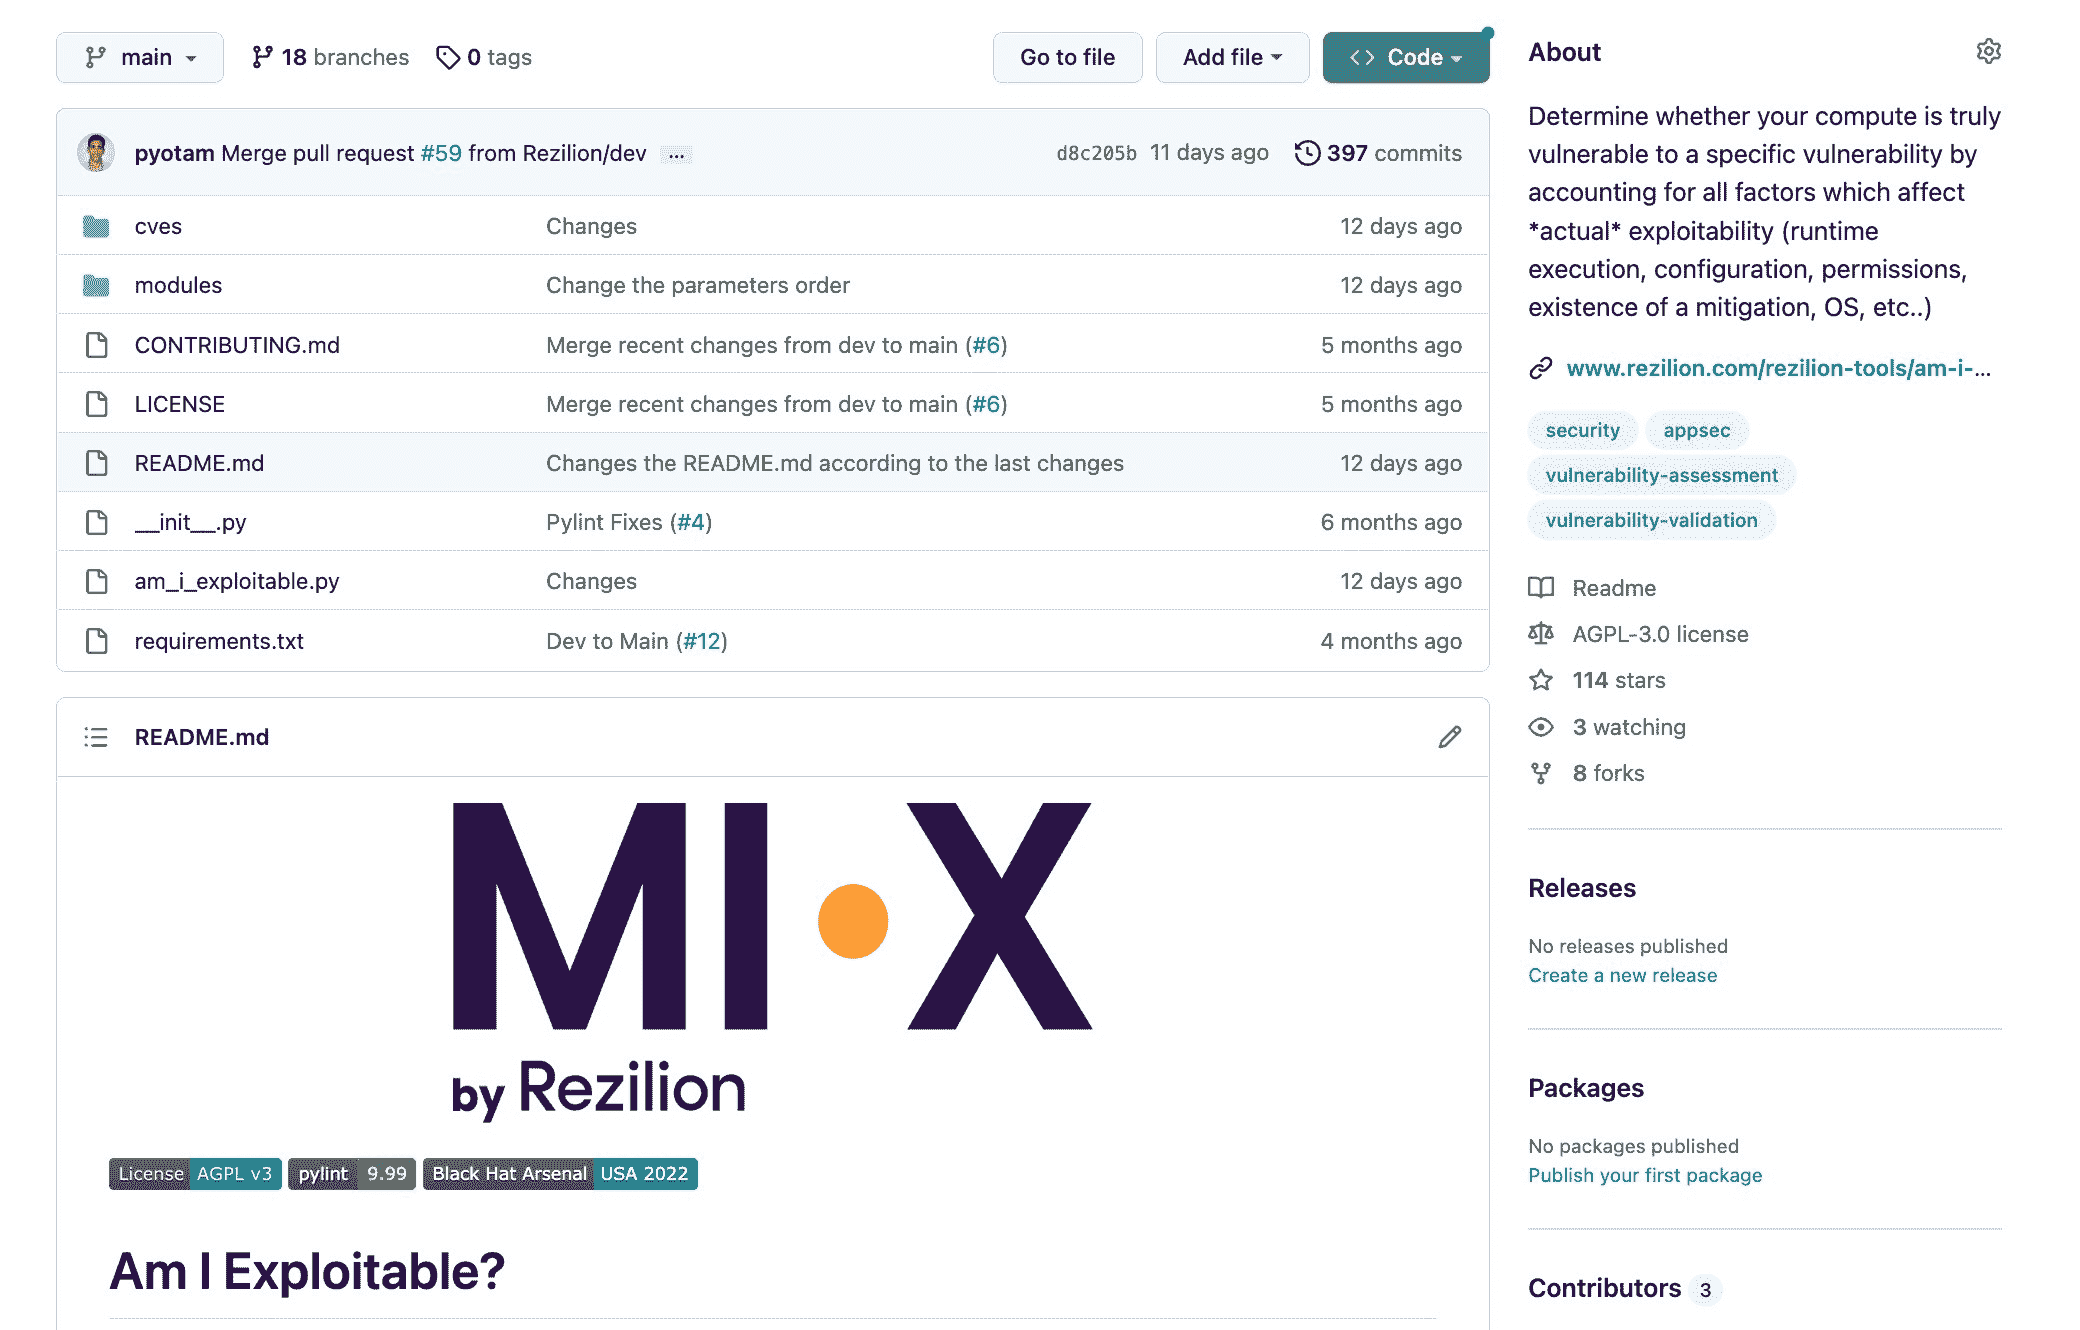 main
18 branches
0 tags
Go to file
Add file
Code
pyotam Merge pull request #59 from Rezilion/dev ...
d8c205b 11 days ago
397 commits
cves Changes 12 days ago
modules Change the parameters order 12 days ago
CONTRIBUTING.md Merge recent changes from dev to main (#6) 5 months ago
LICENSE Merge recent changes from dev to main (#6) 5 months ago
README.md Changes the README.md according to the last changes 12 days ago
__init__.py Pylint Fixes (#4) 6 months ago
am_i_exploitable.py Changes 12 days ago
requirements.txt Dev to Main (#12) 4 months ago
README.md
MI·X
by Rezilion
License AGPL v3
pylint 9.99
Black Hat Arsenal USA 2022
Am I Exploitable?
About
Determine whether your compute is truly
vulnerable to a specific vulnerability by
accounting for all factors which affect
*actual* exploitability (runtime
execution, configuration, permissions,
existence of a mitigation, OS, etc..)
www.rezilion.com/rezilion-tools/am-i-...
security appsec
vulnerability-assessment
vulnerability-validation
Readme
AGPL-3.0 license
114 stars
3 watching
8 forks
Releases
No releases published
Create a new release
Packages
No packages published
Publish your first package
Contributors 3